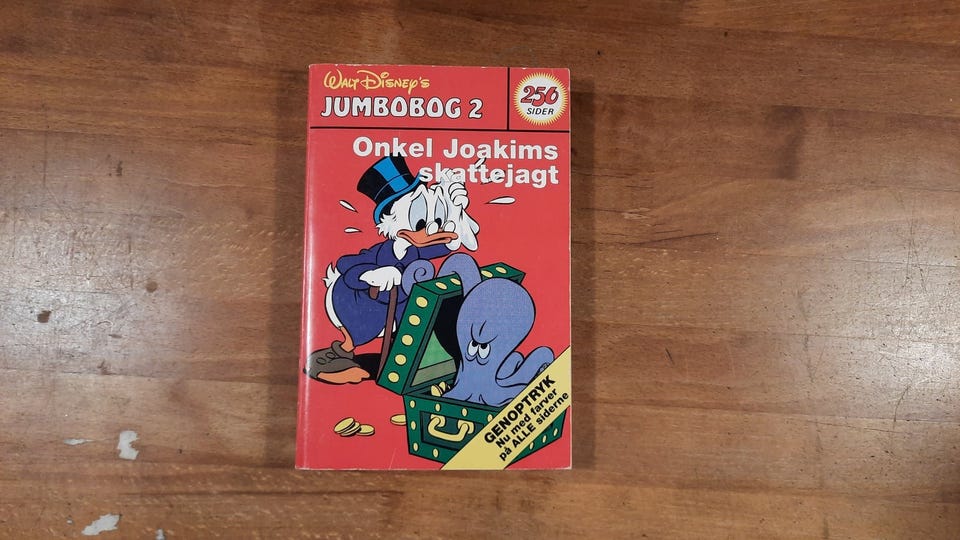 Walt Disney's
JUMBOBOG 2
256
SIDER
Onkel Joakims
skattejagt
GENOPTRYK
Nu med farver
på ALLE siderne